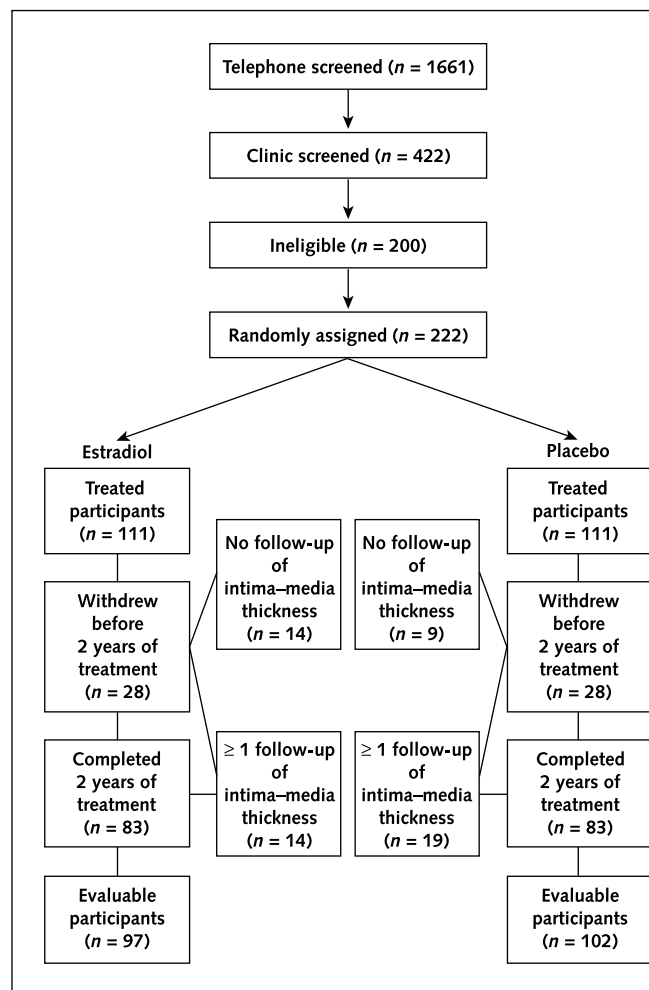 Telephone screened (n = 1661)
Clinic screened (n = 422)
Ineligible (n = 200)
Randomly assigned (n = 222)
Estradiol
Treated
participants
(n = 111)
Withdrew
before
2 years of
treatment
(n = 28)
Completed
2 years of
treatment
(n = 83)
Evaluable
participants
(n = 97)
No follow-up
of
intima–media
thickness
(n = 14)
≥ 1 follow-up
of
intima–media
thickness
(n = 14)
No follow-up
of
intima–media
thickness
(n = 9)
≥ 1 follow-up
of
intima–media
thickness
(n = 19)
Placebo
Treated
participants
(n = 111)
Withdrew
before
2 years of
treatment
(n = 28)
Completed
2 years of
treatment
(n = 83)
Evaluable
participants
(n = 102)